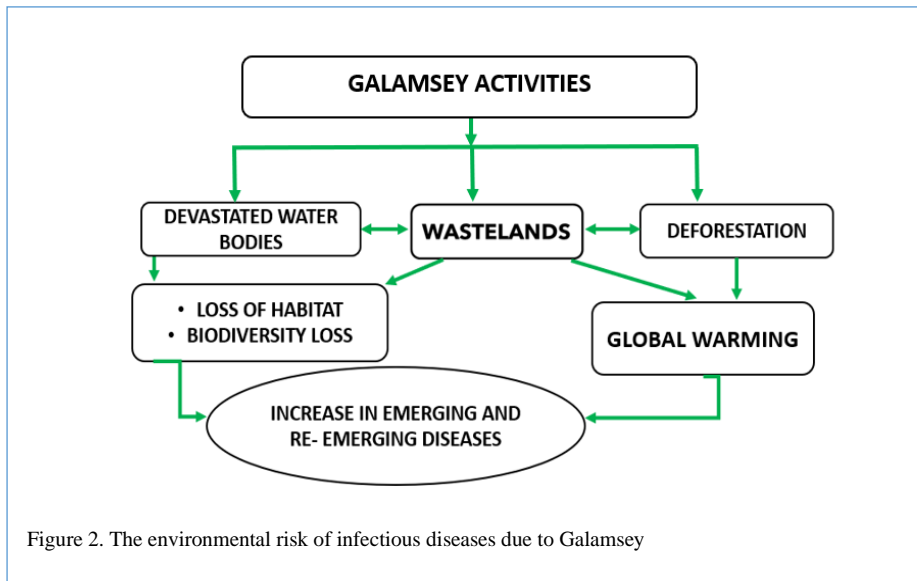 GALAMSEY ACTIVITIES
DEVASTATED WATER
BODIES
WASTELANDS
DEFORESTATION
• LOSS OF HABITAT
• BIODIVERSITY LOSS
GLOBAL WARMING
INCREASE IN EMERGING AND
RE- EMERGING DISEASES
Figure 2. The environmental risk of infectious diseases due to Galamsey